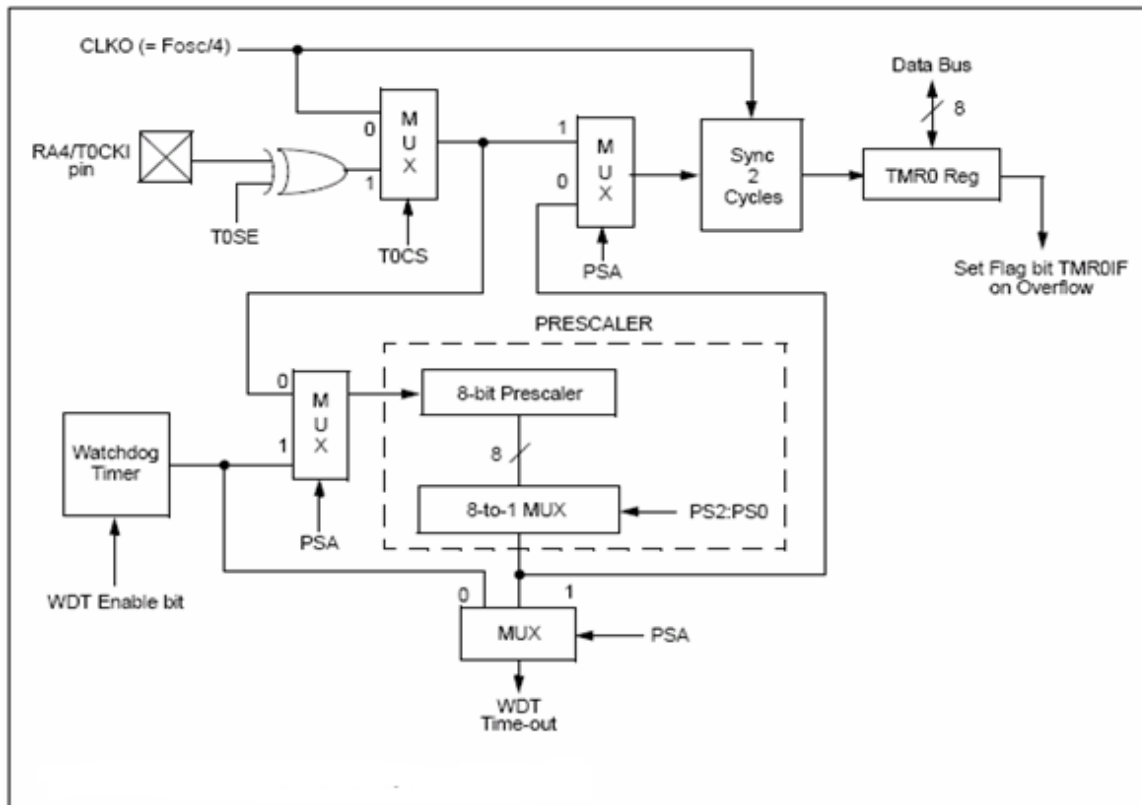 CLKO (= Fosc/4)
Data Bus
8
RA4/T0CKI
pin
0
1
M
U
X
T0SE
T0CS
1
0
M
U
X
PSA
Sync
2
Cycles
TMR0 Reg
Set Flag bit TMR0IF
on Overflow
PRESCALER
0
1
M
U
X
PSA
8-bit Prescaler
8
8-to-1 MUX
PS2:PS0
Watchdog
Timer
WDT Enable bit
0
1
MUX
PSA
WDT
Time-out